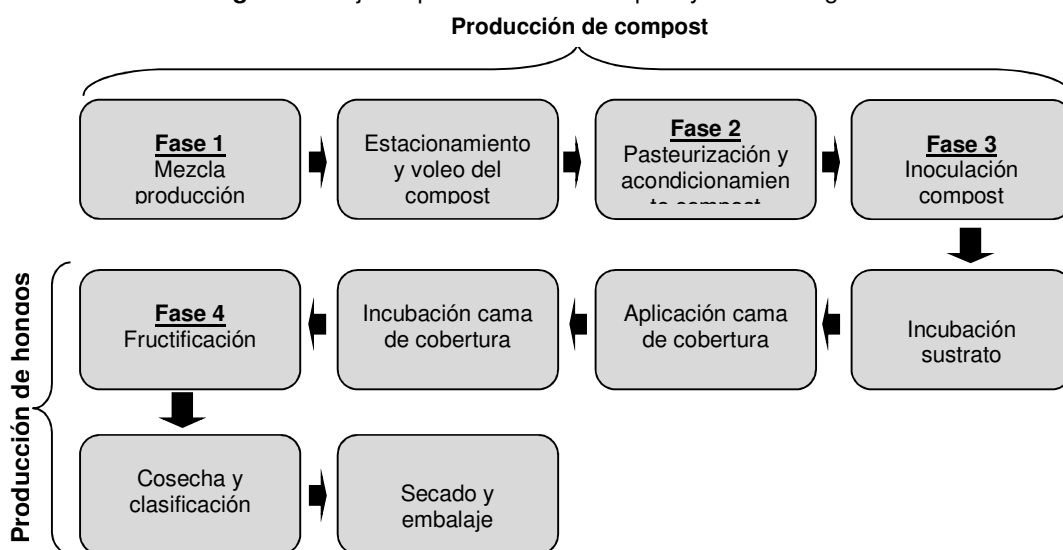 Producción de compost
Fase 1
Mezcla
producción
Estacionamiento
y voleo del
compost
Fase 2
Pasteurización y
acondicionamien
to compost
Fase 3
Inoculación
compost
Producción de hongos
Fase 4
Fructificación
Incubación cama
de cobertura
Aplicación cama
de cobertura
Incubación
sustrato
Cosecha y
clasificación
Secado y
embalaje